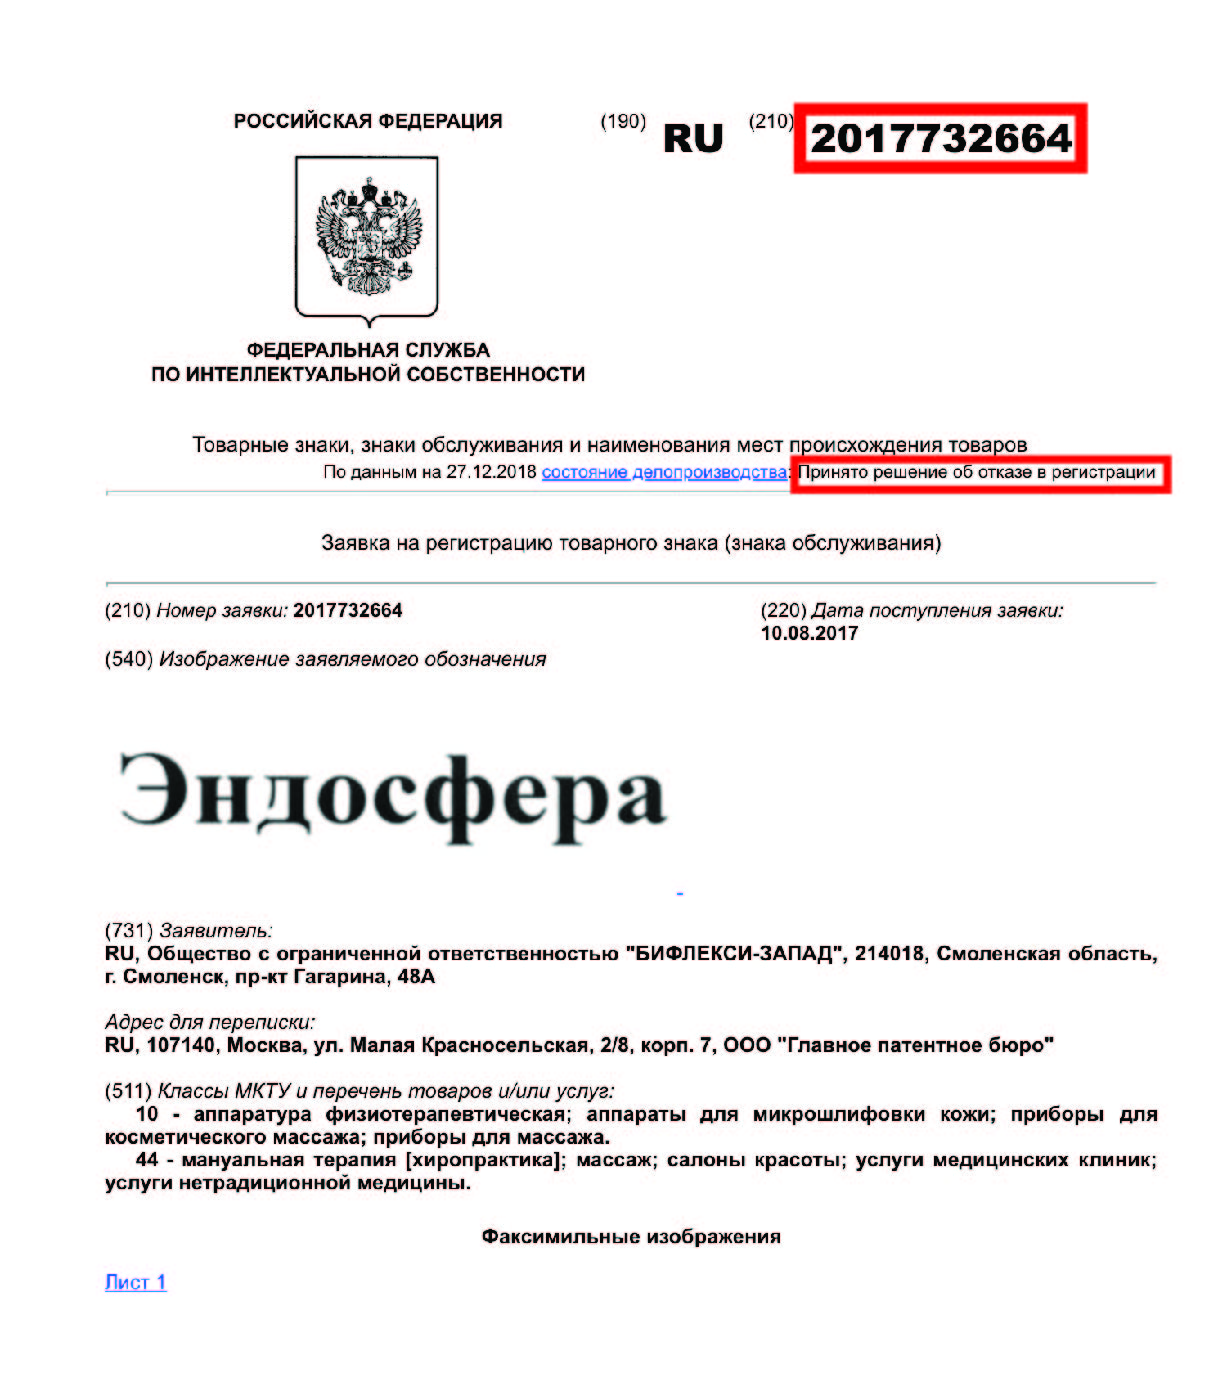 РОССИЙСКАЯ ФЕДЕРАЦИЯ
(190) RU (210) 2017732664
ФЕДЕРАЛЬНАЯ СЛУЖБА
ПО ИНТЕЛЛЕКТУАЛЬНОЙ СОБСТВЕННОСТИ
Товарные знаки, знаки обслуживания и наименования мест происхождения товаров
По данным на 27.12.2018 состояние делопроизводства: Принято решение об отказе в регистрации
Заявка на регистрацию товарного знака (знака обслуживания)
(210) Номер заявки: 2017732664
(220) Дата поступления заявки:
10.08.2017
(540) Изображение заявляемого обозначения
Эндосфера
(731) Заявитель:
RU, Общество с ограниченной ответственностью "БИФЛЕКСИ-ЗАПАД", 214018, Смоленская область,
г. Смоленск, пр-кт Гагарина, 48А
Адрес для переписки:
RU, 107140, Москва, ул. Малая Красносельская, 2/8, корп. 7, ООО "Главное патентное бюро"
(511) Классы МКТУ и перечень товаров и/или услуг:
10 - аппаратура физиотерапевтическая; аппараты для микрошлифовки кожи; приборы для
косметического массажа; приборы для массажа.
44 - мануальная терапия [хиропрактика]; массаж; салоны красоты; услуги медицинских клиник;
услуги нетрадиционной медицины.
Факсимильные изображения
Лист 1